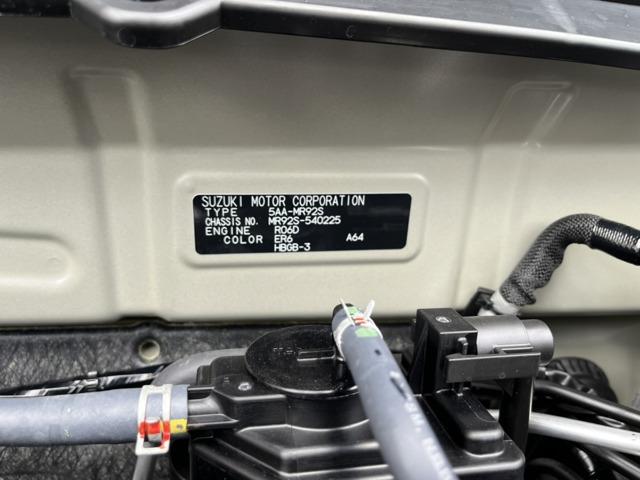 SUZUKI MOTOR CORPORATION
TYPE 5AA-MR92S
CHASSIS NO. MR92S-540225
ENGINE R06D
COLOR ER6 A64
HBGB-3